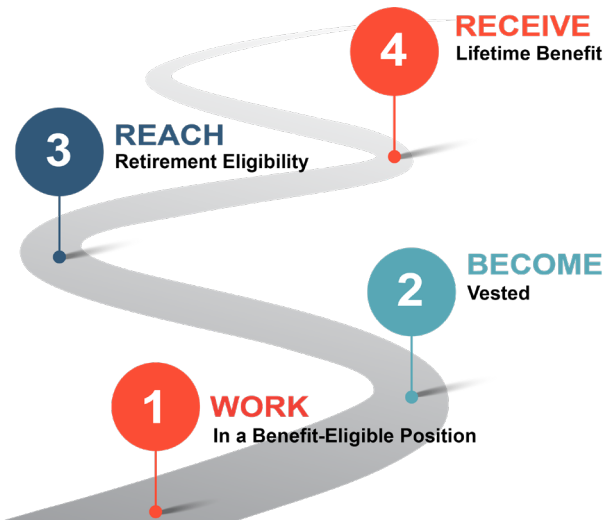 1
WORK
In a Benefit-Eligible Position
2
BECOME
Vested
3
REACH
Retirement Eligibility
4
RECEIVE
Lifetime Benefit